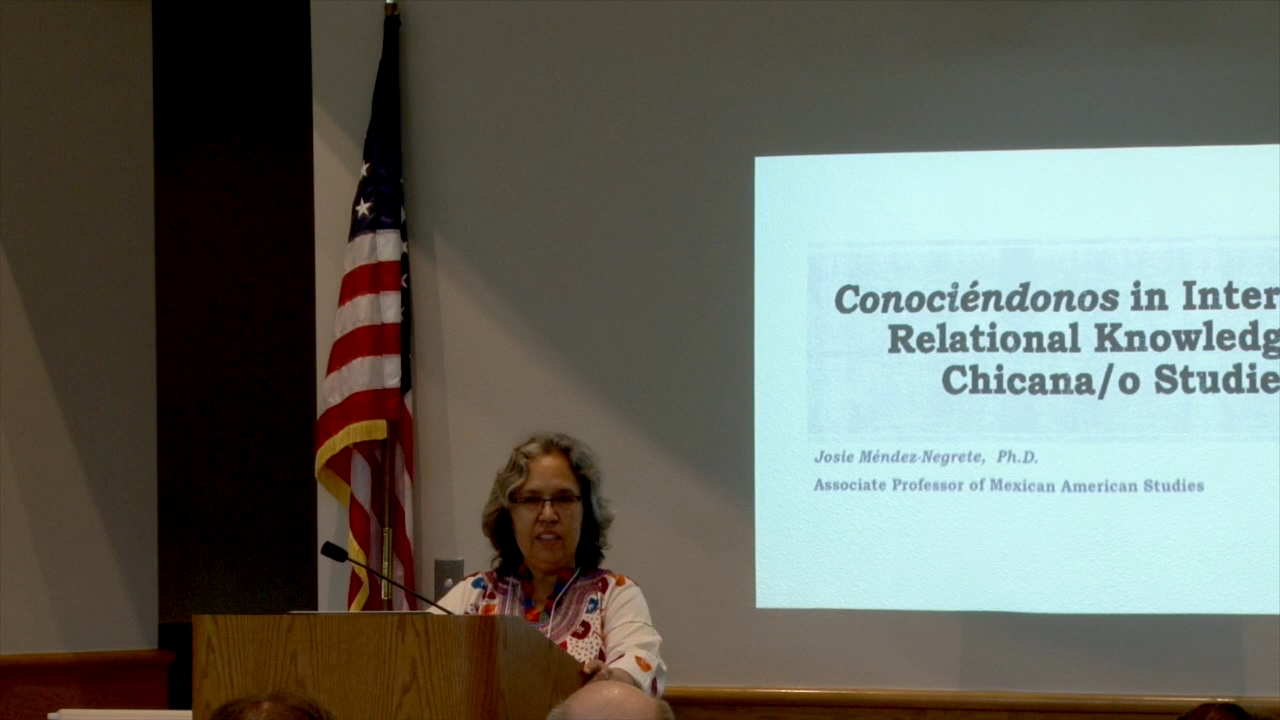 Conociéndonos in Inter
Relational Knowledg
Chicana/o Studie
Josie Méndez-Negrete, Ph.D.
Associate Professor of Mexican American Studies